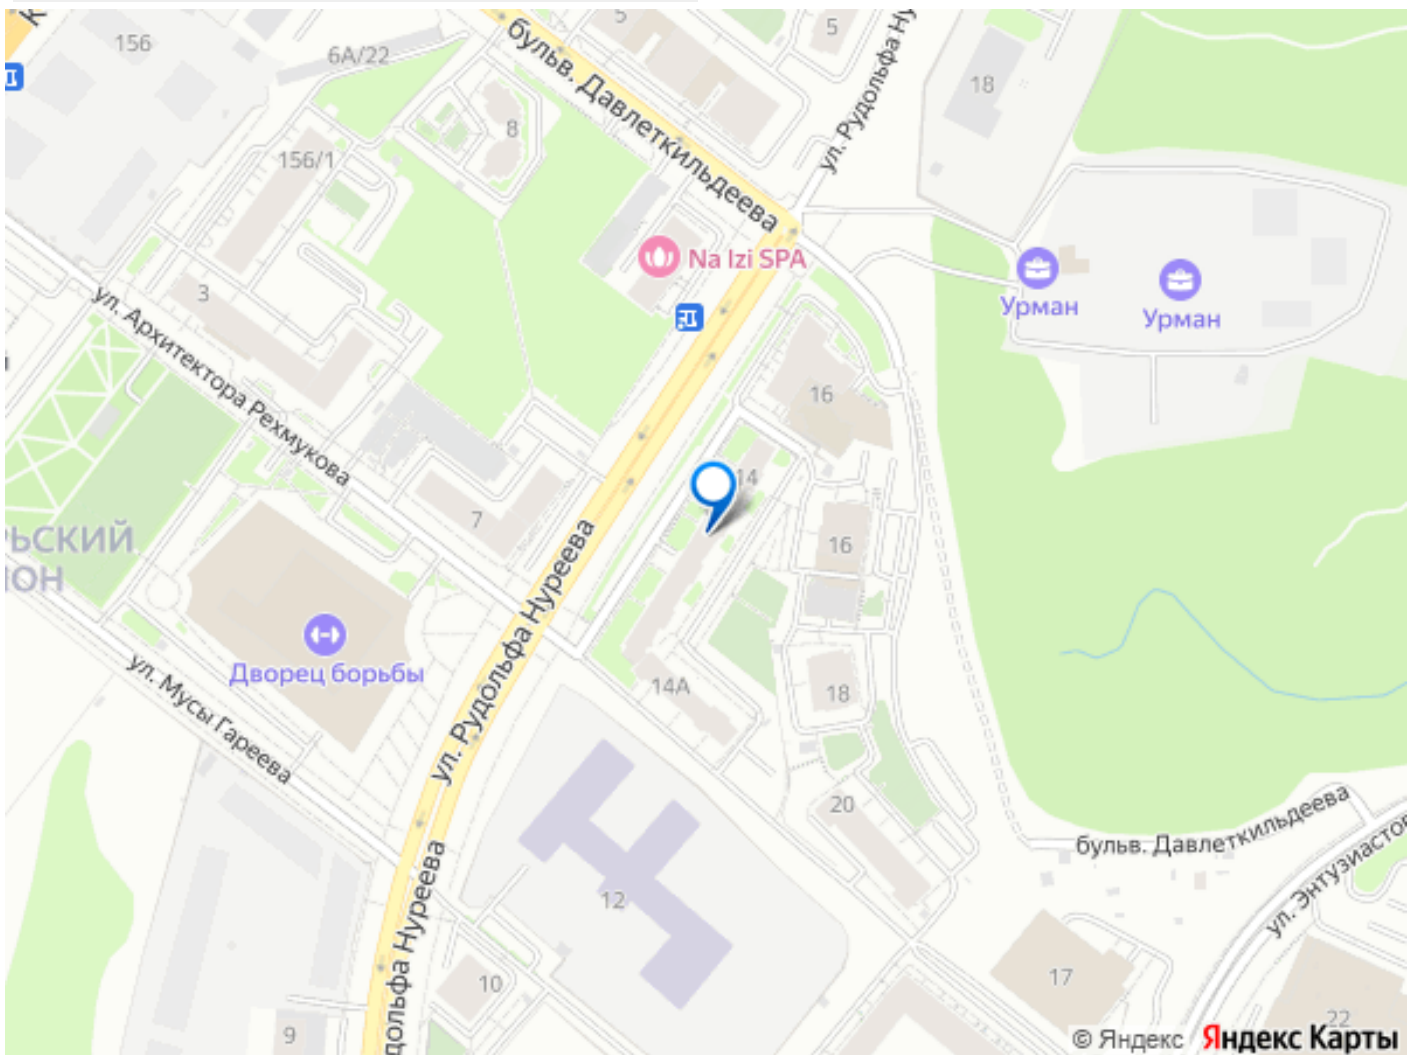 156
6А/22
5
5
бульв. Давлеткильдеева
ул. Рудольфа Ну
18
8
156/1
Na Izi SPA
Урман
Урман
3
ул. Архитектора Рехмукова
16
14
7
16
ЬСКИЙ
ОН
ул. Рудольфа Нуреева
Дворец борьбы
14А
18
ул. Мусы Гареева
20
бульв. Давлеткильдеева
ул. Энтузиастов
12
дольфа Нуреева
10
17
9
22
© Яндекс Яндекс Карты